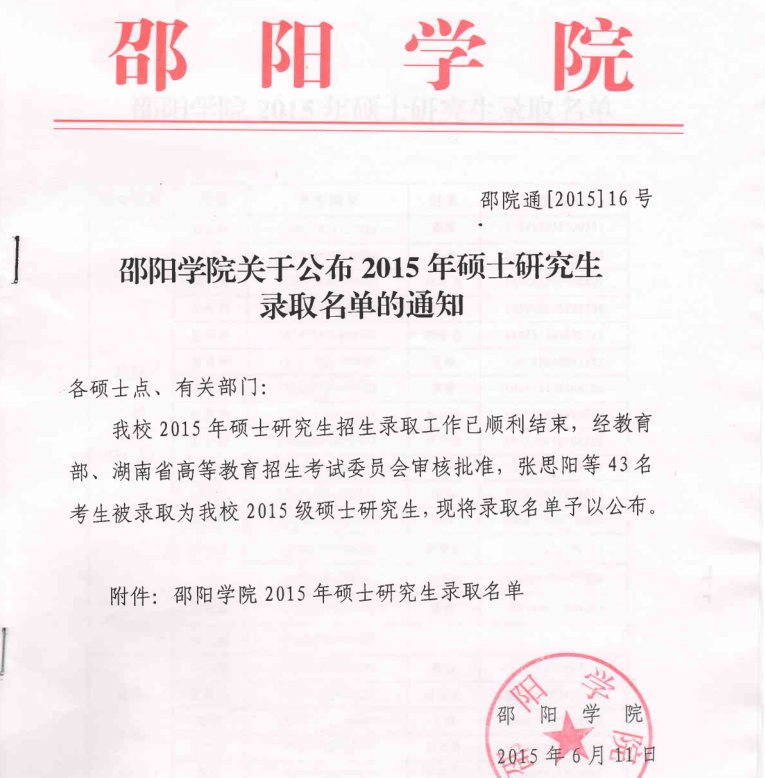 邵阳学院
邵院通[2015]16号
邵阳学院关于公布2015年硕士研究生
录取名单的通知
各硕士点、有关部门：
我校2015年硕士研究生招生录取工作已顺利结束，经教育
部、湖南省高等教育招生考试委员会审核批准，张思阳等43名
考生被录取为我校2015级硕士研究生，现将录取名单予以公布。
附件：邵阳学院2015年硕士研究生录取名单
邵阳学院
邵阳学院
2015年6月11日